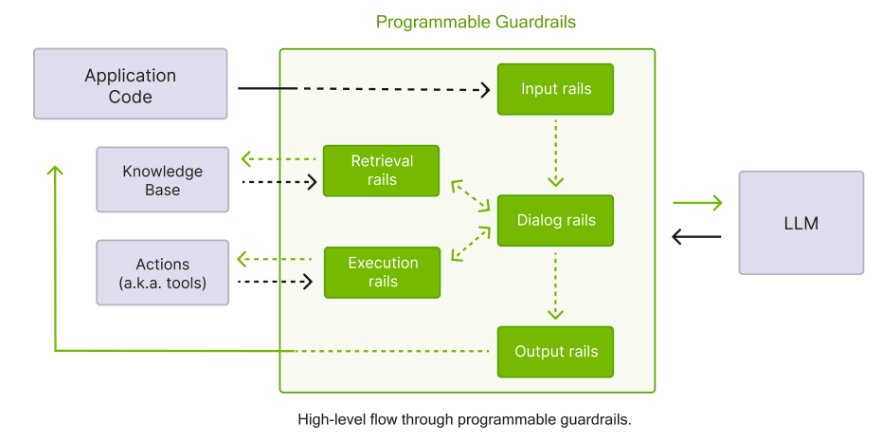 Programmable Guardrails
Application
Code
Input rails
Knowledge
Base
Retrieval
rails
Dialog rails
LLM
Actions
(a.k.a. tools)
Execution
rails
Output rails
High-level flow through programmable guardrails.